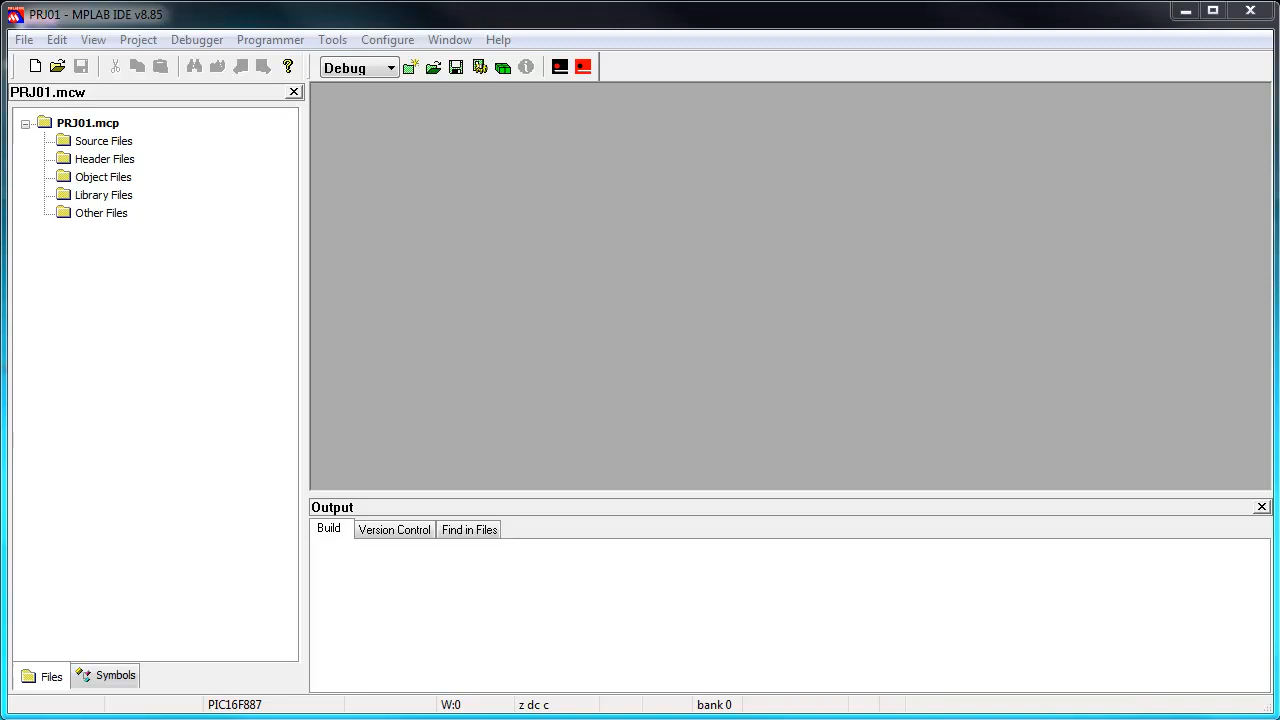 PRJ01 - MPLAB IDE v8.85
File Edit View Project Debugger Programmer Tools Configure Window Help
Debug
PRJ01.mcw
PRJ01.mcp
Source Files
Header Files
Object Files
Library Files
Other Files
Output
Build Version Control Find in Files
Files Symbols
PIC16F887 W:0 z dc c bank 0